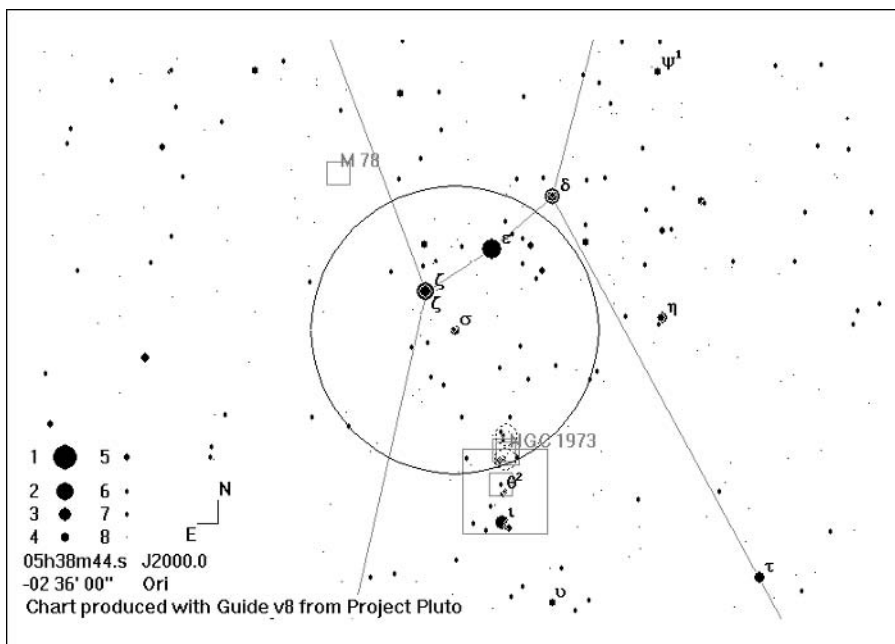 ψ1
M 78
δ
ε
ζ
ζ
σ
η
NGC 1973
θ2
ι
τ
υ
1 5
2 6
3 7
4 8
N
E
05h38m44.s J2000.0
-02 36' 00" Ori
Chart produced with Guide v8 from Project Pluto